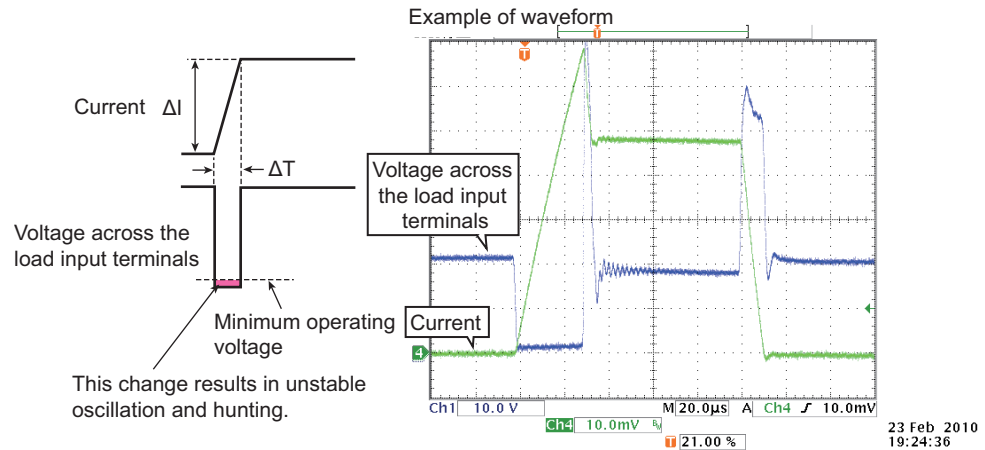 Example of waveform
T
T
Current ΔI
ΔT
Voltage across the
load input terminals
Minimum operating
voltage
This change results in unstable
oscillation and hunting.
Voltage across
the load input
terminals
Current
4
Ch1 10.0 V M 20.0µs A Ch4 10.0mV
Ch4 10.0mV BW
T 21.00 %
23 Feb 2010
19:24:36